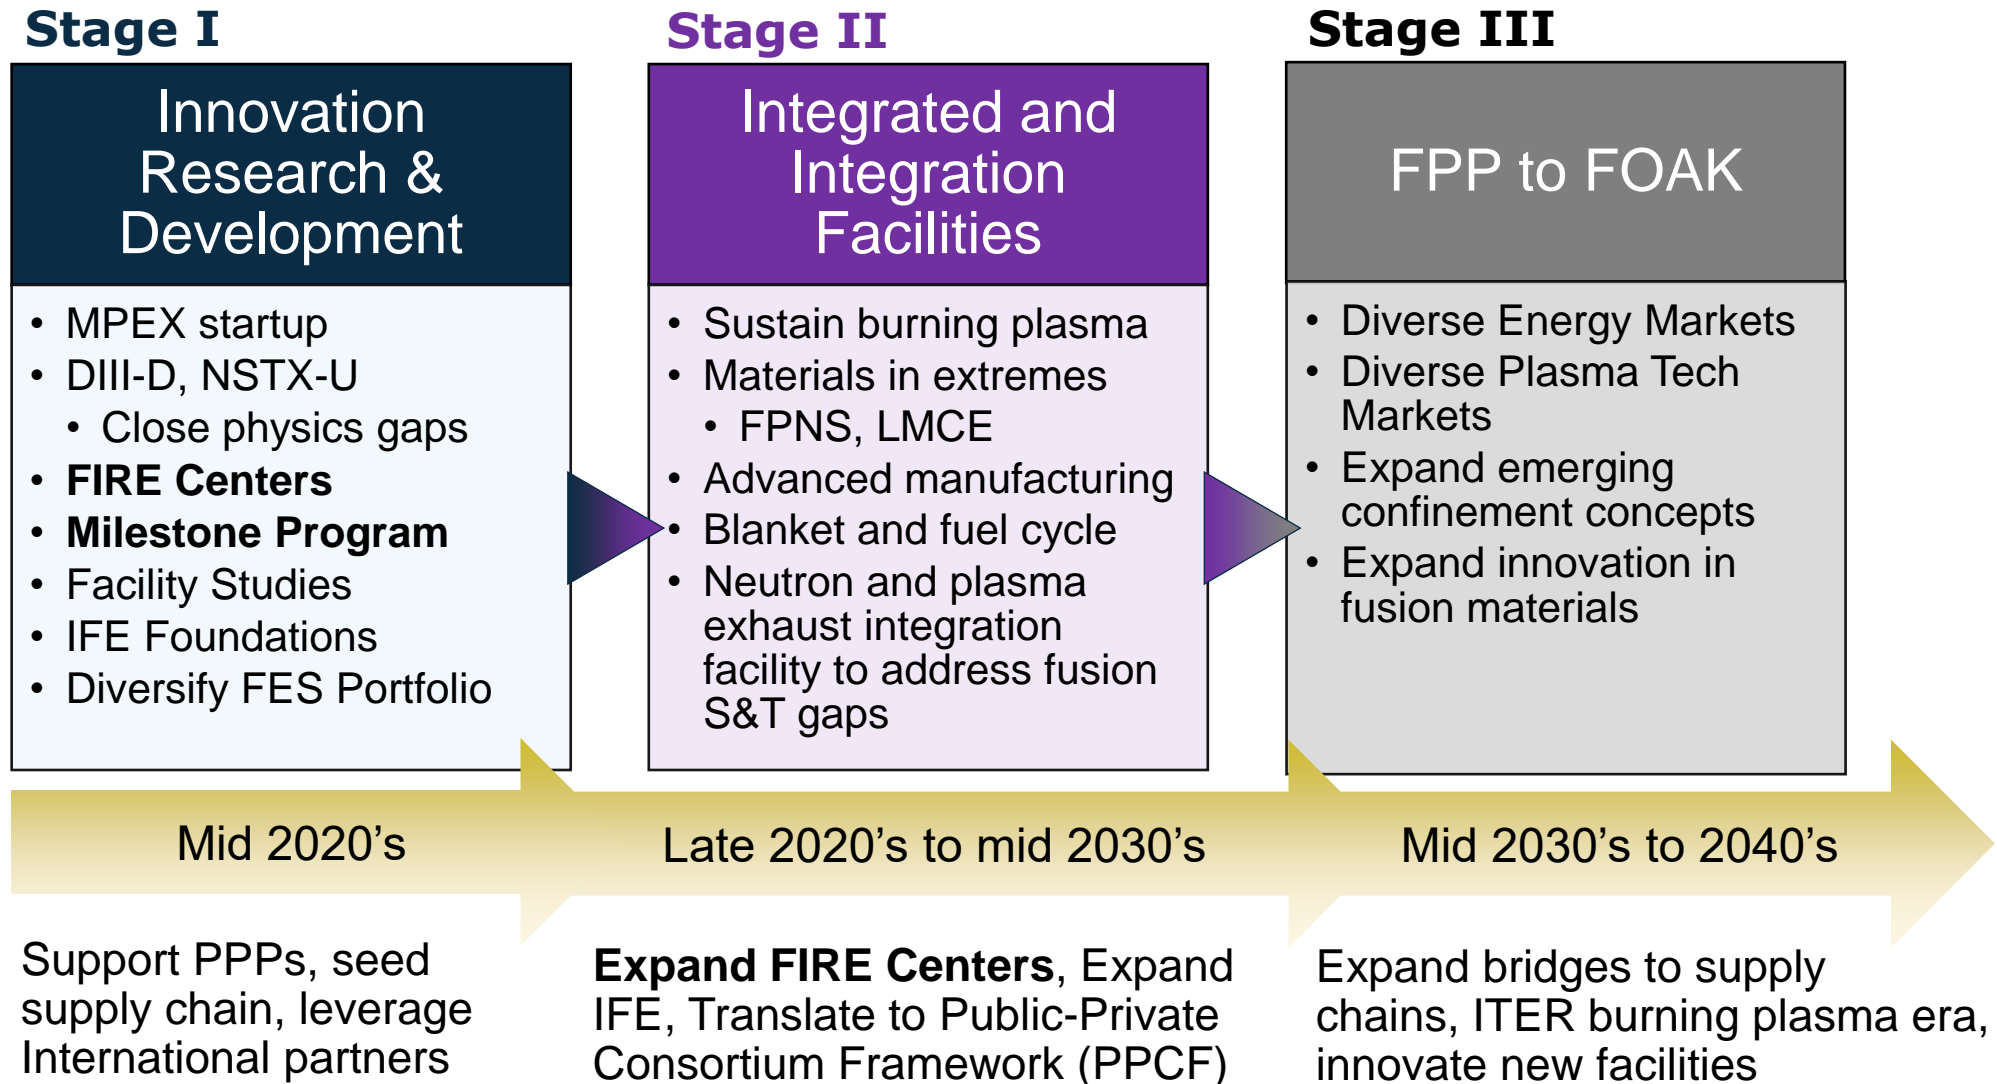 Stage I
Innovation
Research &
Development
• MPEX startup
• DIII-D, NSTX-U
• Close physics gaps
• FIRE Centers
• Milestone Program
• Facility Studies
• IFE Foundations
• Diversify FES Portfolio
Stage II
Integrated and
Integration
Facilities
• Sustain burning plasma
• Materials in extremes
• FPNS, LMCE
• Advanced manufacturing
• Blanket and fuel cycle
• Neutron and plasma
exhaust integration
facility to address fusion
S&T gaps
Stage III
FPP to FOAK
• Diverse Energy Markets
• Diverse Plasma Tech
Markets
• Expand emerging
confinement concepts
• Expand innovation in
fusion materials
Mid 2020's
Late 2020's to mid 2030's
Mid 2030's to 2040's
Support PPPs, seed
supply chain, leverage
International partners
Expand FIRE Centers, Expand
IFE, Translate to Public-Private
Consortium Framework (PPCF)
Expand bridges to supply
chains, ITER burning plasma era,
innovate new facilities